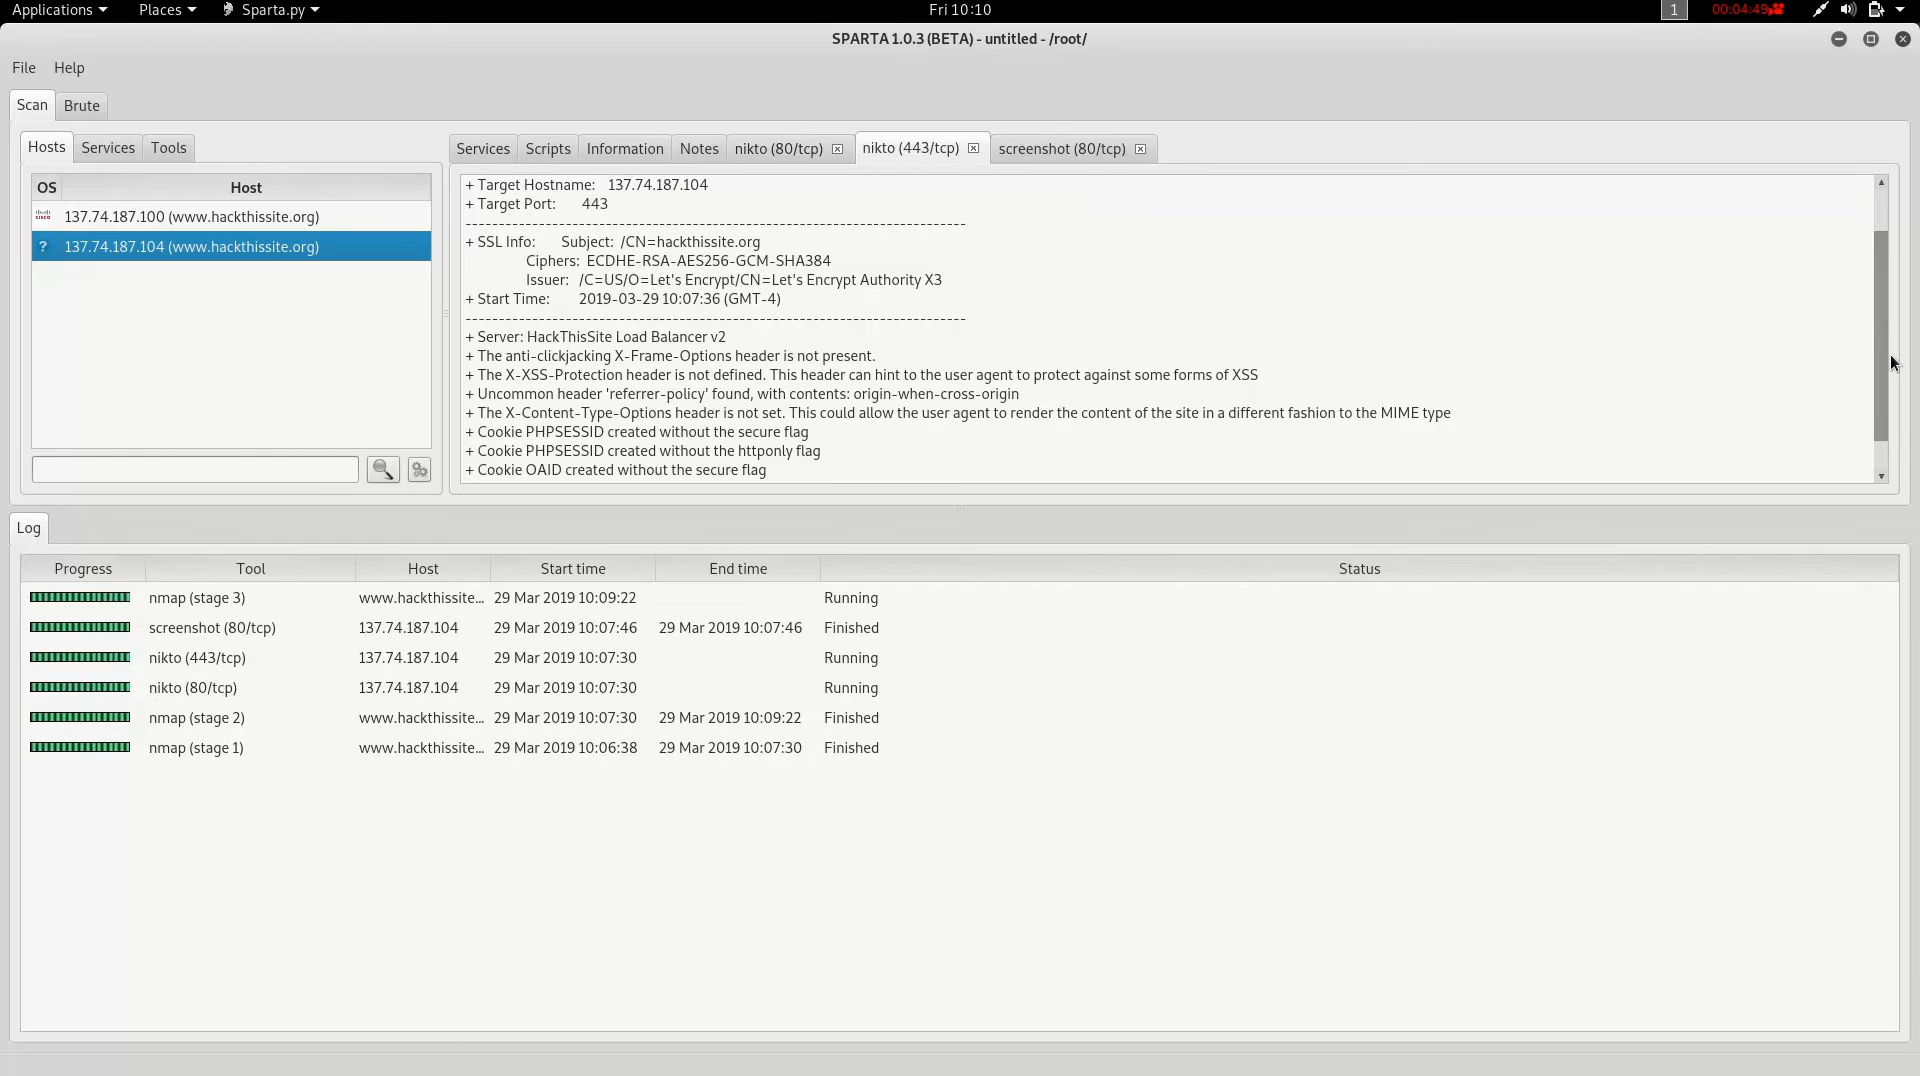 Applications Places Sparta.py Fri 10:10 1 00:04:49
SPARTA 1.0.3 (BETA) - untitled - /root/
File Help
Scan Brute
Hosts Services Tools
OS Host
cisco 137.74.187.100 (www.hackthissite.org)
? 137.74.187.104 (www.hackthissite.org)
Services Scripts Information Notes nikto (80/tcp) nikto (443/tcp) screenshot (80/tcp)
+ Target Hostname: 137.74.187.104
+ Target Port: 443
---------------------------------------------------------------------------
+ SSL Info: Subject: /CN=hackthissite.org
Ciphers: ECDHE-RSA-AES256-GCM-SHA384
Issuer: /C=US/O=Let's Encrypt/CN=Let's Encrypt Authority X3
+ Start Time: 2019-03-29 10:07:36 (GMT-4)
---------------------------------------------------------------------------
+ Server: HackThisSite Load Balancer v2
+ The anti-clickjacking X-Frame-Options header is not present.
+ The X-XSS-Protection header is not defined. This header can hint to the user agent to protect against some forms of XSS
+ Uncommon header 'referrer-policy' found, with contents: origin-when-cross-origin
+ The X-Content-Type-Options header is not set. This could allow the user agent to render the content of the site in a different fashion to the MIME type
+ Cookie PHPSESSID created without the secure flag
+ Cookie PHPSESSID created without the httponly flag
+ Cookie OAID created without the secure flag
Log
Progress Tool Host Start time End time Status
nmap (stage 3) www.hackthissite... 29 Mar 2019 10:09:22 Running
screenshot (80/tcp) 137.74.187.104 29 Mar 2019 10:07:46 29 Mar 2019 10:07:46 Finished
nikto (443/tcp) 137.74.187.104 29 Mar 2019 10:07:30 Running
nikto (80/tcp) 137.74.187.104 29 Mar 2019 10:07:30 Running
nmap (stage 2) www.hackthissite... 29 Mar 2019 10:07:30 29 Mar 2019 10:09:22 Finished
nmap (stage 1) www.hackthissite... 29 Mar 2019 10:06:38 29 Mar 2019 10:07:30 Finished